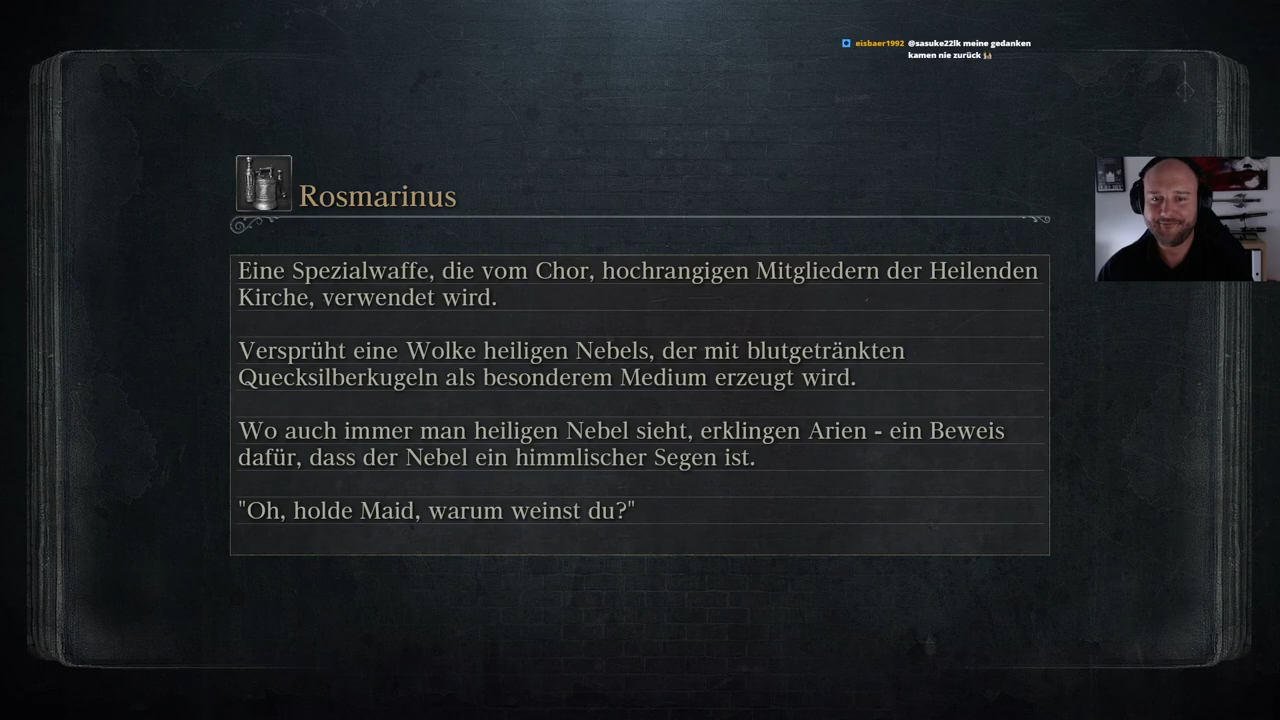 eisbaer1992 @sasuke22lk meine gedanken
kamen nie zurück
Rosmarinus
Eine Spezialwaffe, die vom Chor, hochrangigen Mitgliedern der Heilenden
Kirche, verwendet wird.
Versprüht eine Wolke heiligen Nebels, der mit blutgetränkten
Quecksilberkugeln als besonderem Medium erzeugt wird.
Wo auch immer man heiligen Nebel sieht, erklingen Arien - ein Beweis
dafür, dass der Nebel ein himmlischer Segen ist.
"Oh, holde Maid, warum weinst du?"